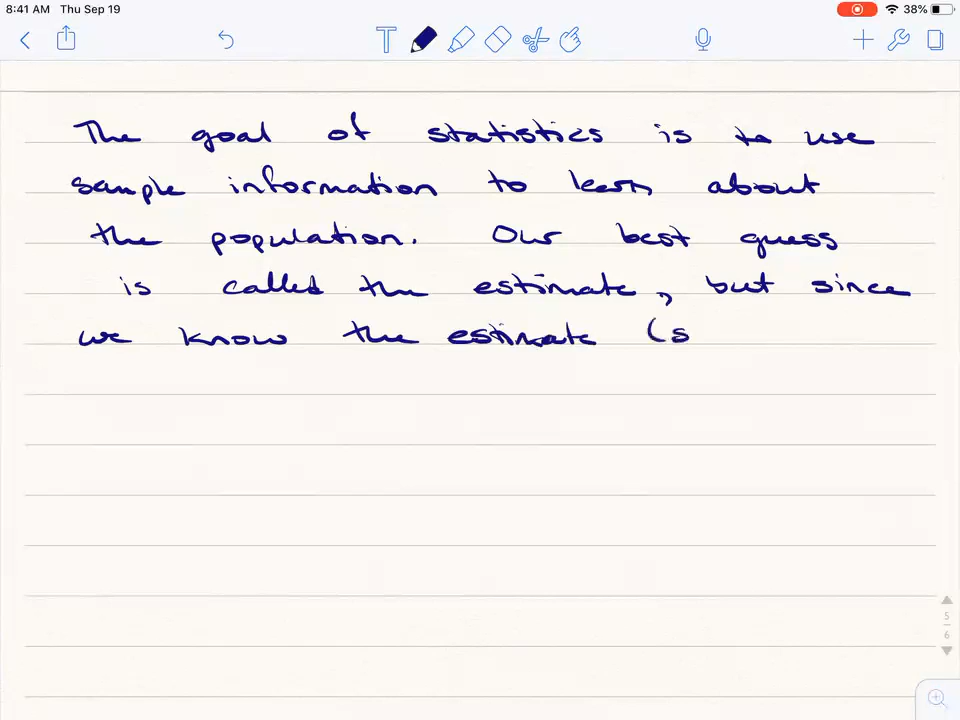 8:41 AM Thu Sep 19 38%
T
The goal of statistics is to use
sample information to learn about
the population. Our best guess
is called the estimate, but since
we know the estimate (s
5
6